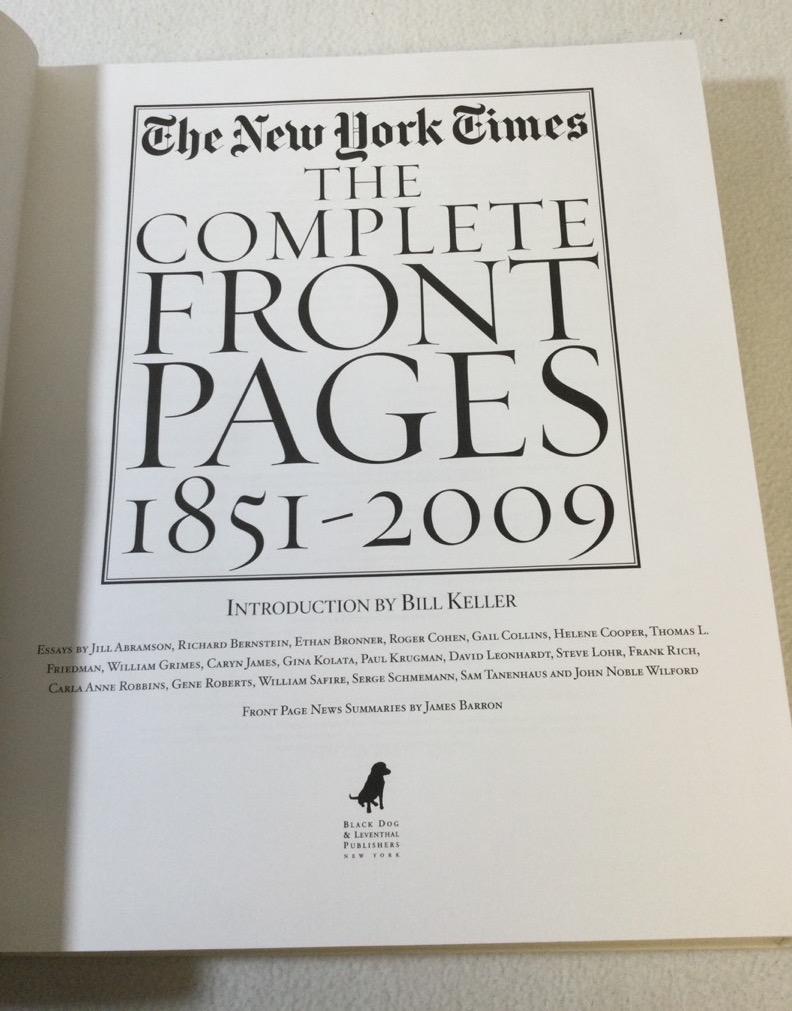 The New York Times
THE
COMPLETE
FRONT
PAGES
1851–2009
INTRODUCTION BY BILL KELLER
ESSAYS BY JILL ABRAMSON, RICHARD BERNSTEIN, ETHAN BRONNER, ROGER COHEN, GAIL COLLINS, HELENE COOPER, THOMAS L.
FRIEDMAN, WILLIAM GRIMES, CARYN JAMES, GINA KOLATA, PAUL KRUGMAN, DAVID LEONHARDT, STEVE LOHR, FRANK RICH,
CARLA ANNE ROBBINS, GENE ROBERTS, WILLIAM SAFIRE, SERGE SCHMEMANN, SAM TANENHAUS AND JOHN NOBLE WILFORD
FRONT PAGE NEWS SUMMARIES BY JAMES BARRON
BLACK DOG
& LEVENTHAL
PUBLISHERS
NEW YORK